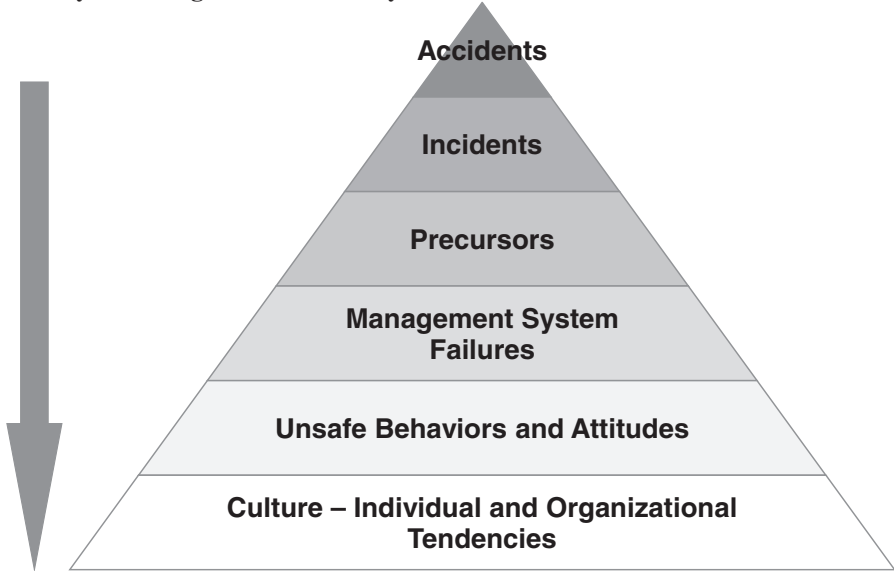 Accidents
Incidents
Precursors
Management System
Failures
Unsafe Behaviors and Attitudes
Culture – Individual and Organizational
Tendencies